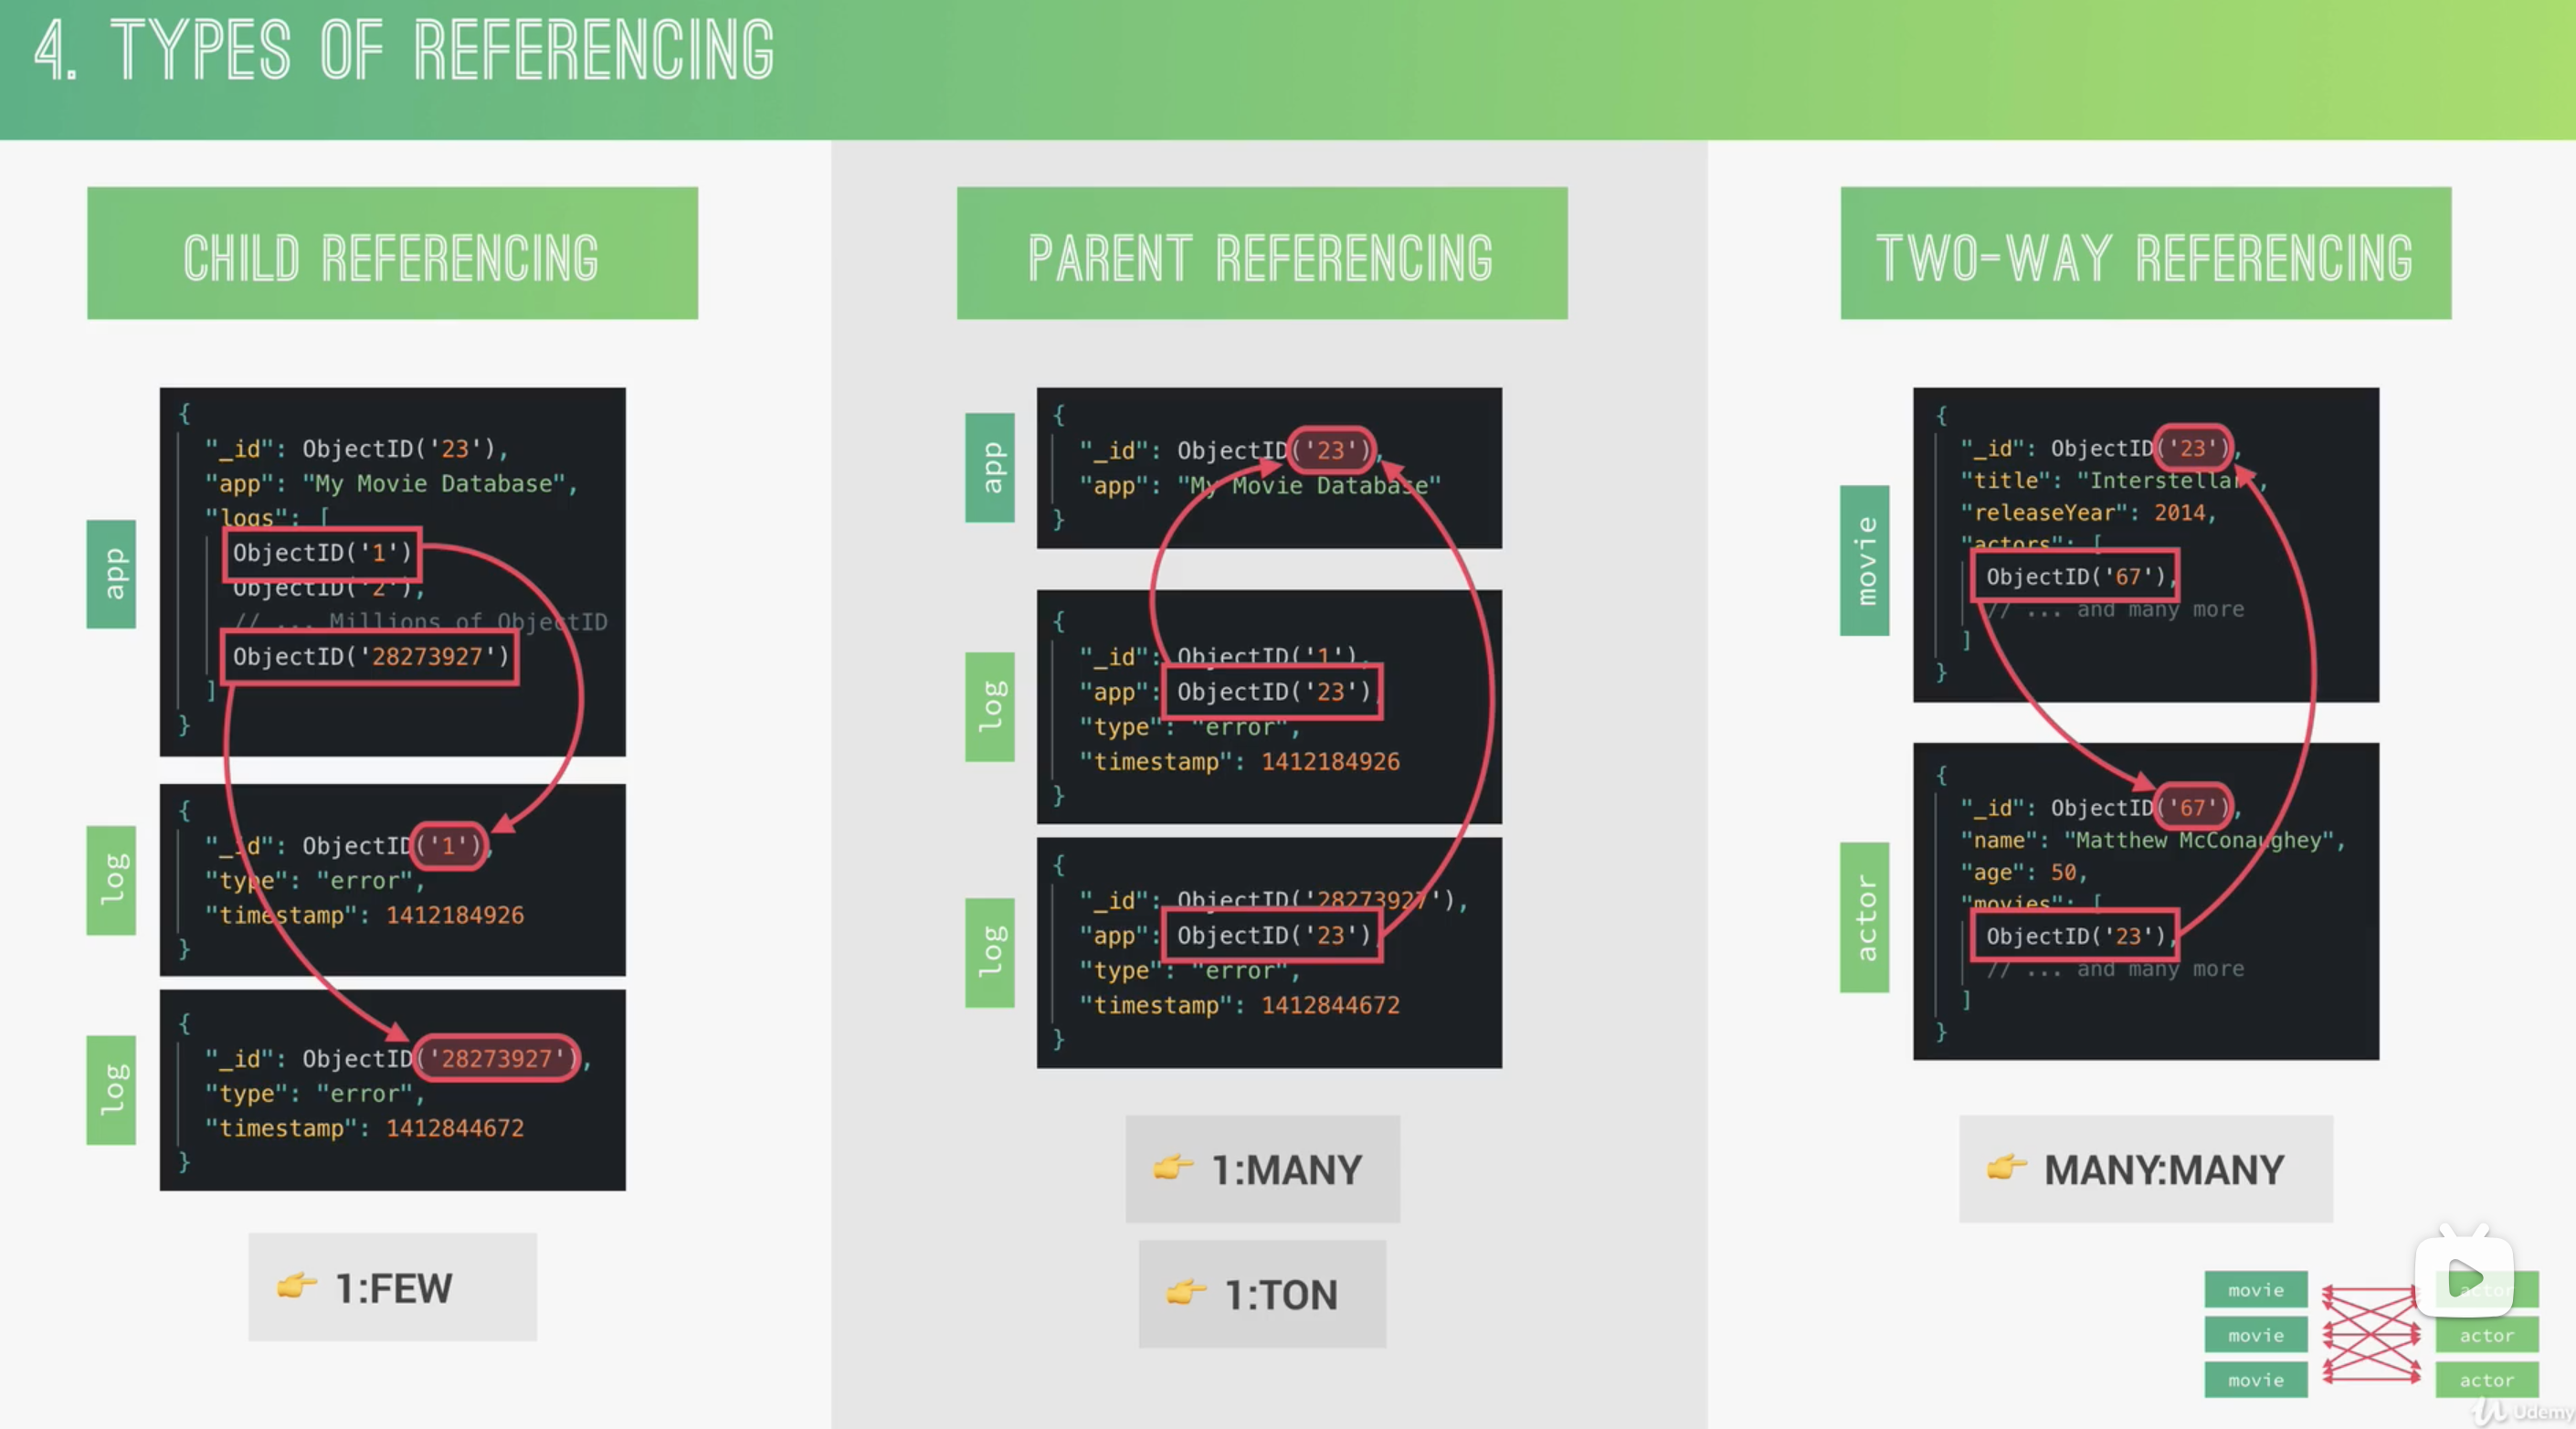 4. TYPES OF REFERENCING
CHILD REFERENCING
app
{
"_id": ObjectID('23'),
"app": "My Movie Database",
"logs": [
ObjectID('1')
ObjectID('2'),
// ... Millions of ObjectID
ObjectID('28273927')
]
}
log
{
"_id": ObjectID('1'),
"type": "error",
"timestamp": 1412184926
}
log
{
"_id": ObjectID('28273927'),
"type": "error",
"timestamp": 1412844672
}
👉 1:FEW
PARENT REFERENCING
app
{
"_id": ObjectID('23'),
"app": "My Movie Database"
}
log
{
"_id": ObjectID('1'),
"app": ObjectID('23'),
"type": "error",
"timestamp": 1412184926
}
log
{
"_id": ObjectID('28273927'),
"app": ObjectID('23'),
"type": "error",
"timestamp": 1412844672
}
👉 1:MANY
👉 1:TON
TWO-WAY REFERENCING
movie
{
"_id": ObjectID('23'),
"title": "Interstellar",
"releaseYear": 2014,
"actors": [
ObjectID('67'),
// ... and many more
]
}
actor
{
"_id": ObjectID('67'),
"name": "Matthew McConaughey",
"age": 50,
"movies": [
ObjectID('23'),
// ... and many more
]
}
👉 MANY:MANY
movie actor
movie actor
movie actor
Udemy